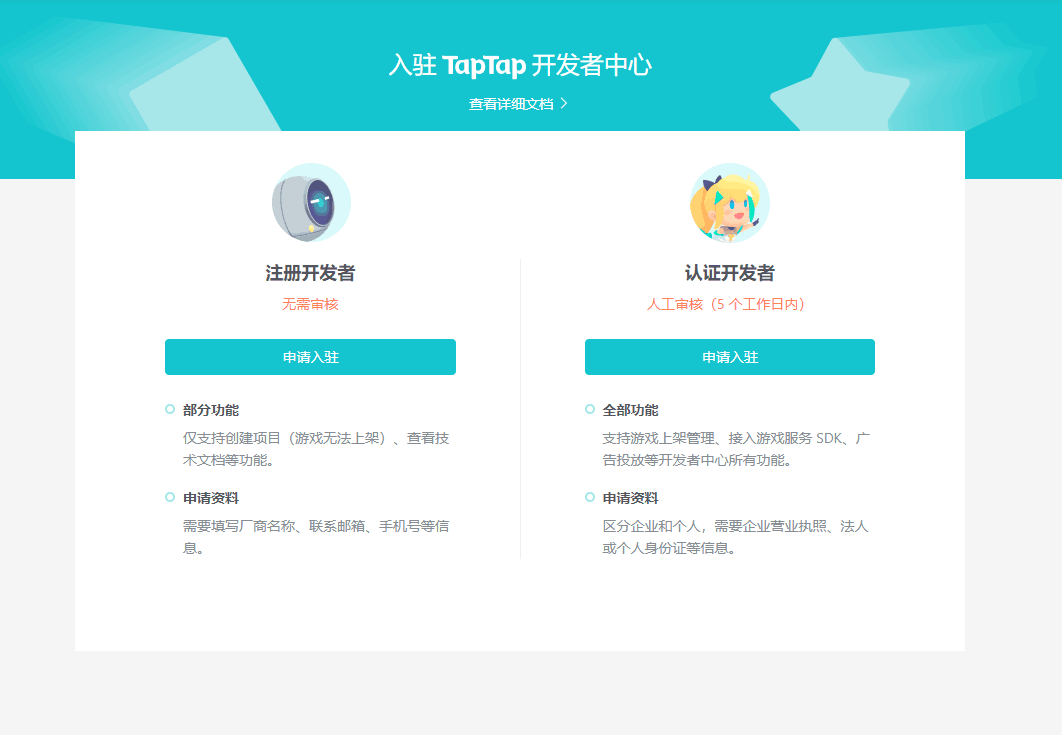 入驻 TapTap 开发者中心
查看详细文档
注册开发者
无需审核
申请入驻
部分功能
仅支持创建项目（游戏无法上架）、查看技
术文档等功能。
申请资料
需要填写厂商名称、联系邮箱、手机号等信
息。
认证开发者
人工审核（5 个工作日内）
申请入驻
全部功能
支持游戏上架管理、接入游戏服务 SDK、广
告投放等开发者中心所有功能。
申请资料
区分企业和个人，需要企业营业执照、法人
或个人身份证等信息。